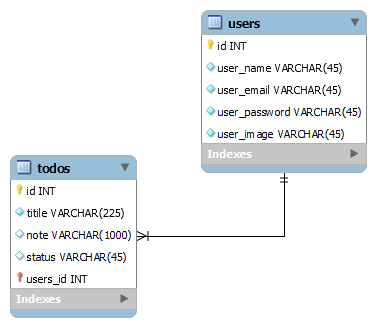 users
id INT
user_name VARCHAR(45)
user_email VARCHAR(45)
user_password VARCHAR(45)
user_image VARCHAR(45)
Indexes
todos
id INT
titile VARCHAR(225)
note VARCHAR(1000)
status VARCHAR(45)
users_id INT
Indexes